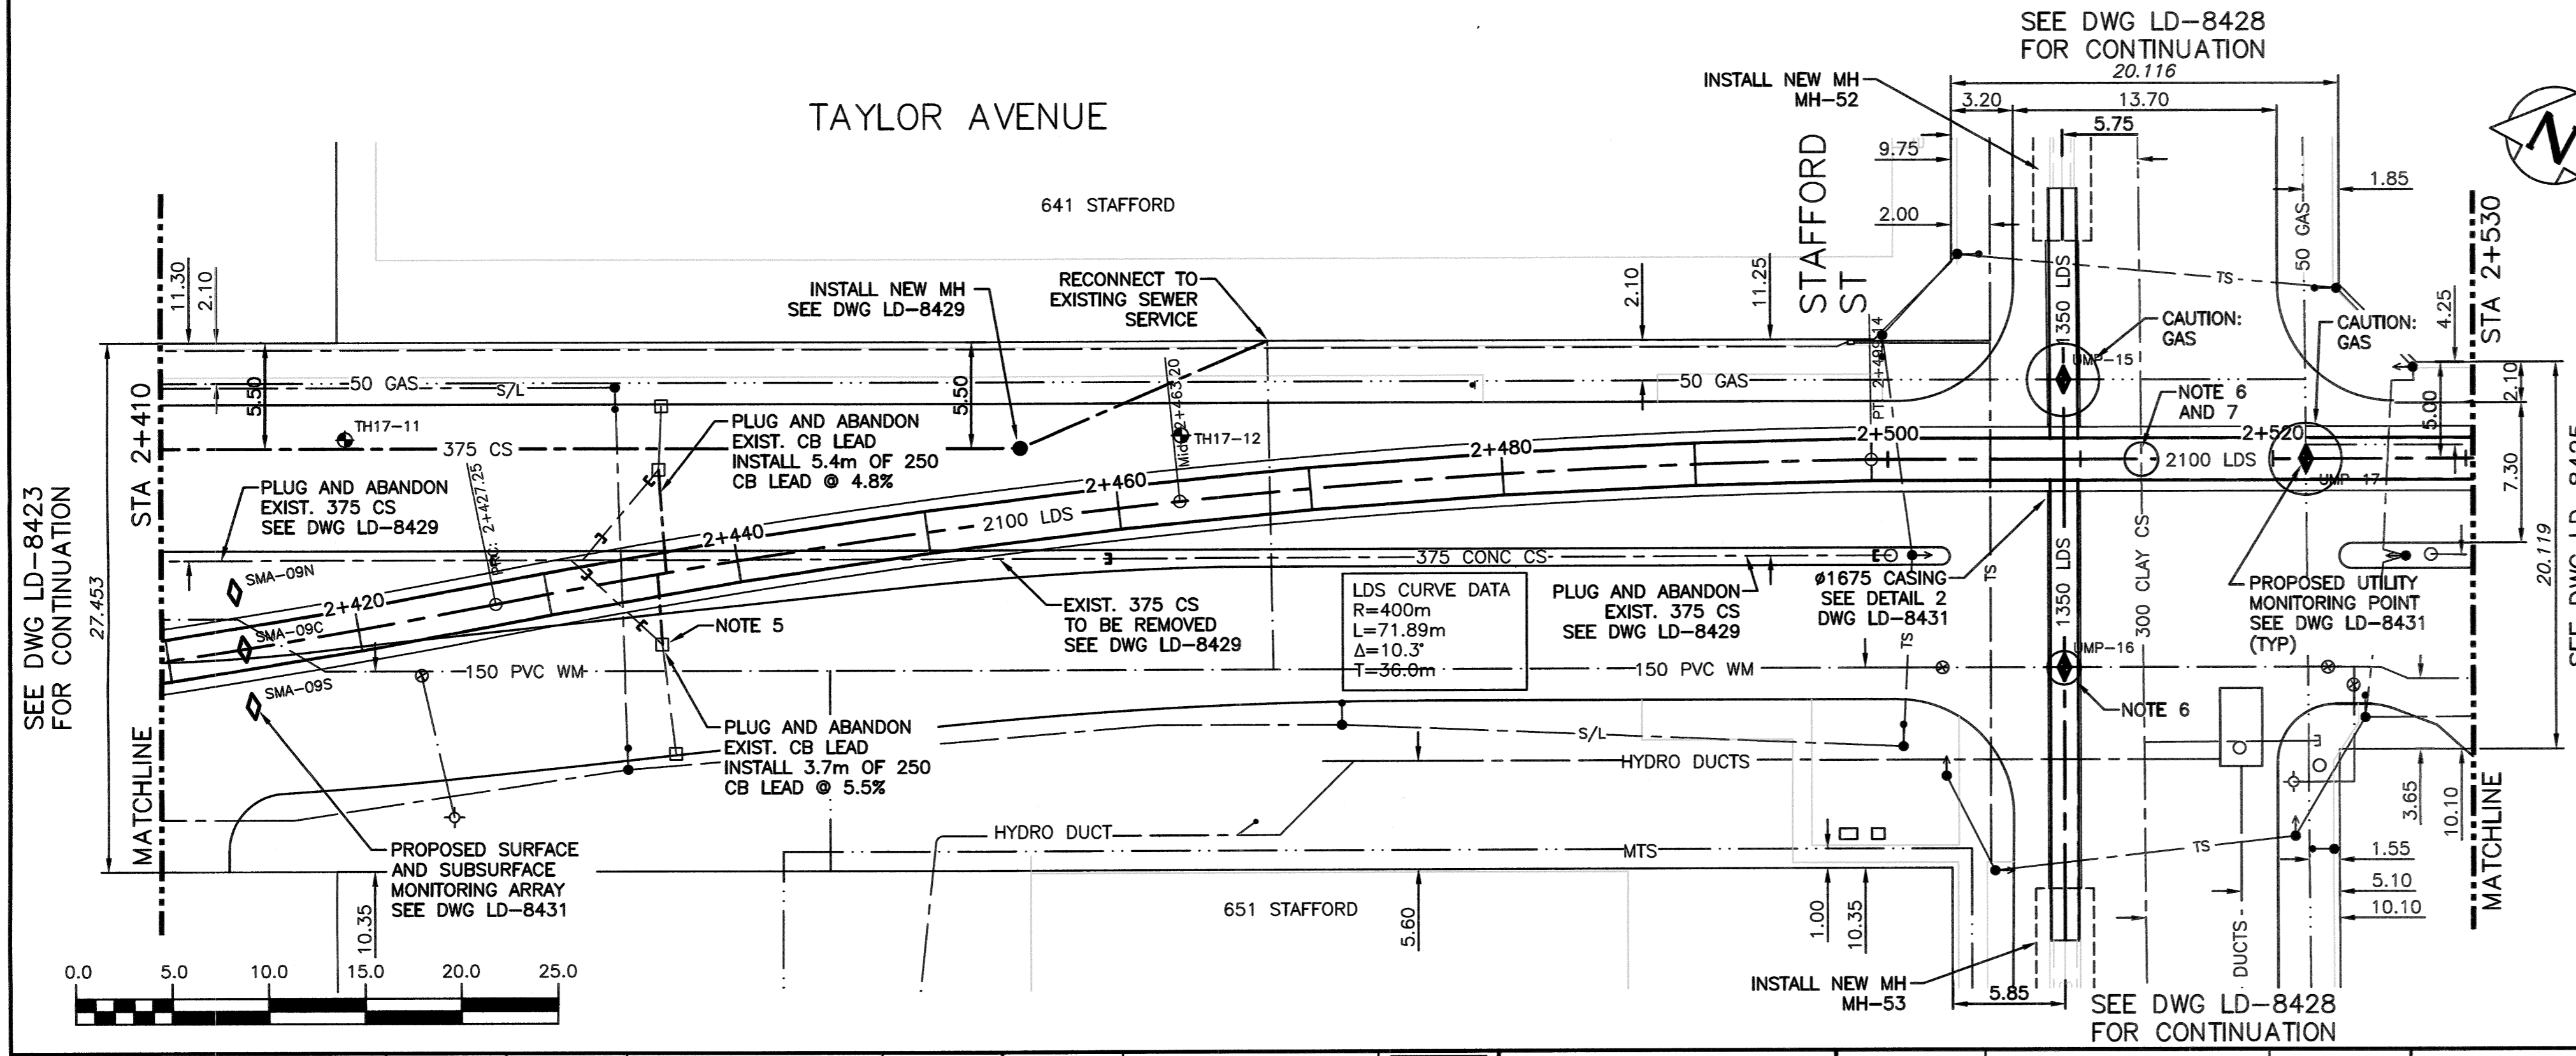 SEE DWG LD-8428
FOR CONTINUATION
20.116
3.20
13.70
5.75
9.75
2.00
1.85
INSTALL NEW MH
MH-52
TAYLOR AVENUE
641 STAFFORD
STAFFORD
ST
N
STA 2+410
STA 2+530
MATCHLINE
MATCHLINE
SEE DWG LD-8423
FOR CONTINUATION
27.453
11.30
2.10
5.50
50 GAS
S/L
TH17-11
375 CS
INSTALL NEW MH
SEE DWG LD-8429
RECONNECT TO
EXISTING SEWER
SERVICE
5.50
2.10
11.25
50 GAS
TS
50 GAS
1350 LDS
CAUTION:
GAS
CAUTION:
GAS
UMP-15
4.25
2.10
5.00
7.30
20.119
NOTE 6
AND 7
PLUG AND ABANDON
EXIST. CB LEAD
INSTALL 5.4m OF 250
CB LEAD @ 4.8%
TH17-12
Mid: 2+463.20
PRC: 2+427.25
2+420
2+440
2+460
2+480
2+500
2+520
2100 LDS
2100 LDS
UMP-17
PLUG AND ABANDON
EXIST. 375 CS
SEE DWG LD-8429
SMA-09N
SMA-09C
SMA-09S
375 CONC CS
NOTE 5
EXIST. 375 CS
TO BE REMOVED
SEE DWG LD-8429
LDS CURVE DATA
R=400m
L=71.89m
Δ=10.3°
T=36.0m
PLUG AND ABANDON
EXIST. 375 CS
SEE DWG LD-8429
ø1675 CASING
SEE DETAIL 2
DWG LD-8431
TS
TS
1350 LDS
300 CLAY CS
PROPOSED UTILITY
MONITORING POINT
SEE DWG LD-8431
(TYP)
150 PVC WM
150 PVC WM
UMP-16
NOTE 6
PLUG AND ABANDON
EXIST. CB LEAD
INSTALL 3.7m OF 250
CB LEAD @ 5.5%
S/L
HYDRO DUCTS
HYDRO DUCT
MTS
TS
3.65
10.10
1.55
5.10
10.10
PROPOSED SURFACE
AND SUBSURFACE
MONITORING ARRAY
SEE DWG LD-8431
10.35
651 STAFFORD
5.60
1.00
10.35
DUCTS
0.0 5.0 10.0 15.0 20.0 25.0
INSTALL NEW MH
MH-53
5.85
SEE DWG LD-8428
FOR CONTINUATION